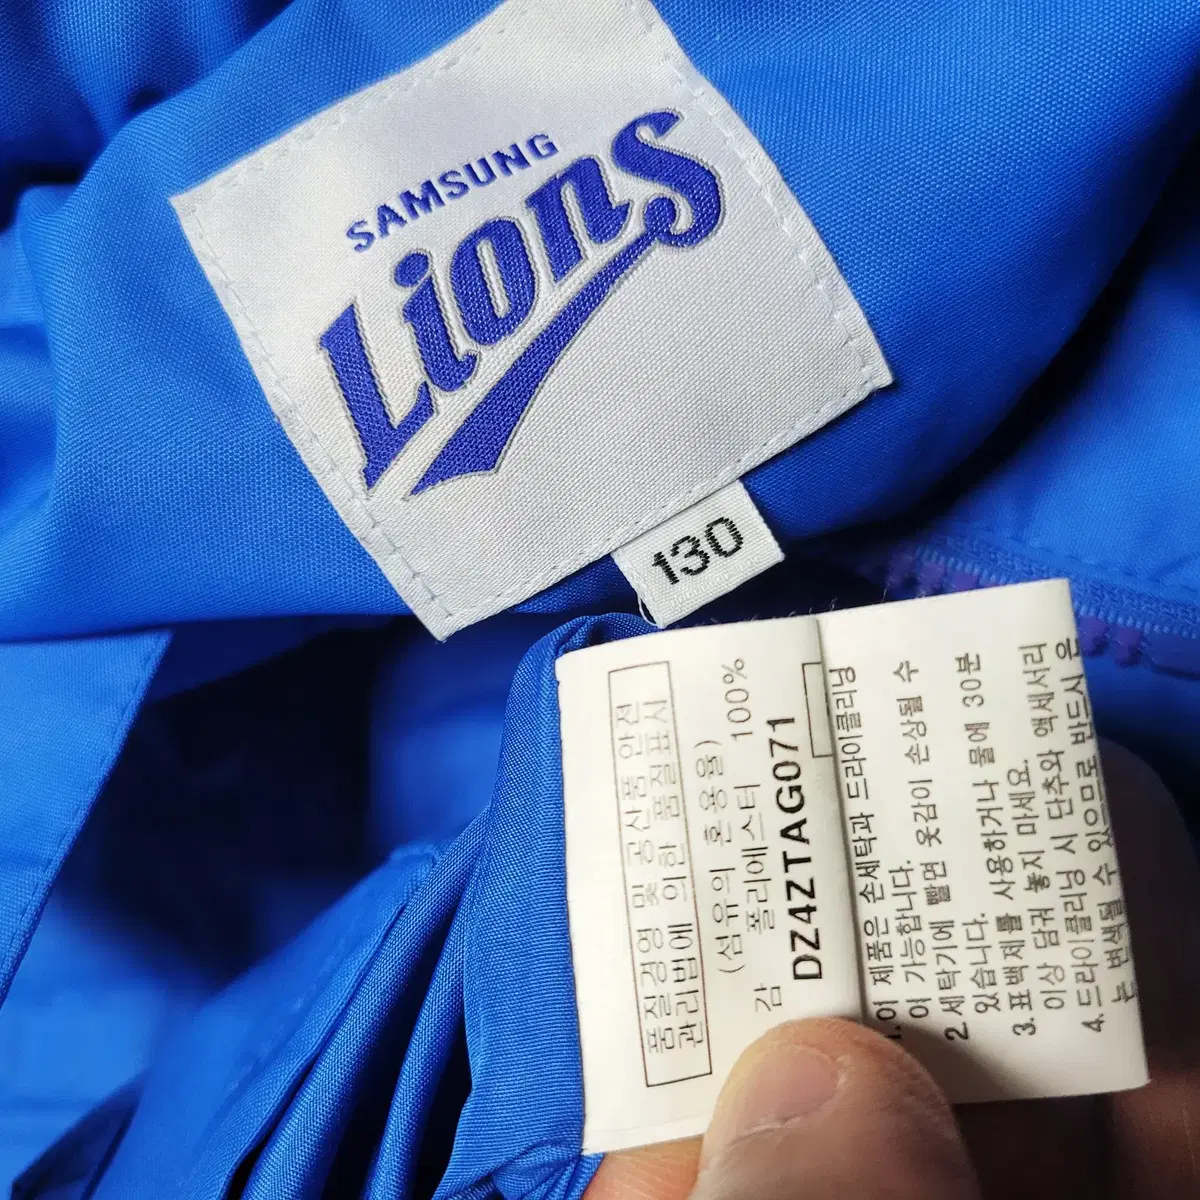 SAMSUNG
Lions
130
품질경영 및 공산품안전
관리법에 의한 품질표시
(섬유의 혼용율)
감 폴리에스터 100%
DZ4ZTAG071
1.이 제품은 손세탁과 드라이클리닝
이 가능합니다.
2.세탁기에 빨면 옷감이 손상될 수
있습니다.
3.표백제를 사용하거나 물에 30분
이상 담궈 놓지 마세요.
4.드라이클리닝 시 단추와 액세서리
는 변색될 수 있으므로 반드시 은